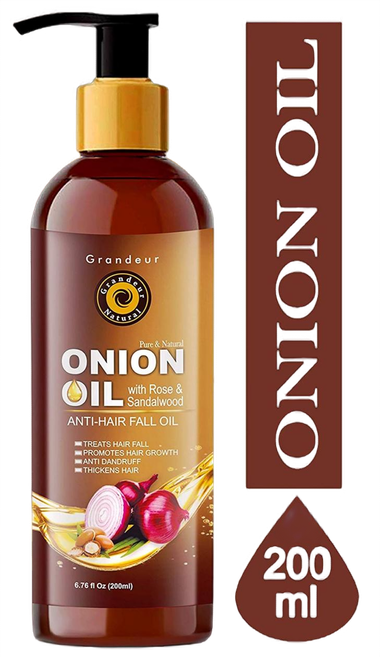 Grandeur
Grandeur
Natural
Pure & Natural
ONION
OIL
with Rose &
Sandalwood
ANTI-HAIR FALL OIL
TREATS HAIR FALL
PROMOTES HAIR GROWTH
ANTI DANDRUFF
THICKENS HAIR
6.76 fl Oz (200ml)
ONION OIL
200
ml